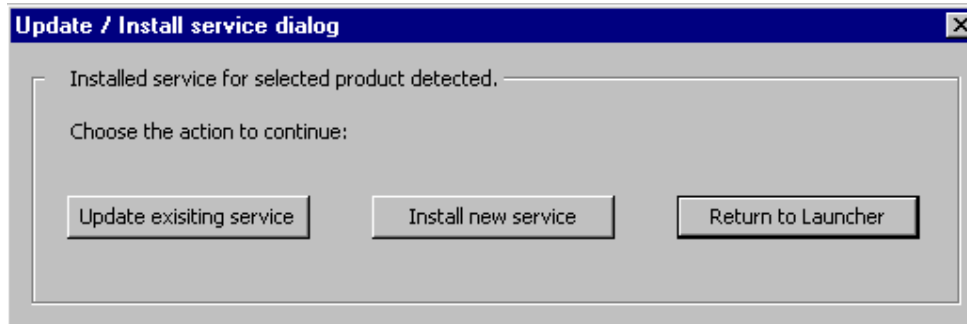 Update / Install service dialog
Installed service for selected product detected.
Choose the action to continue:
Update exisiting service
Install new service
Return to Launcher